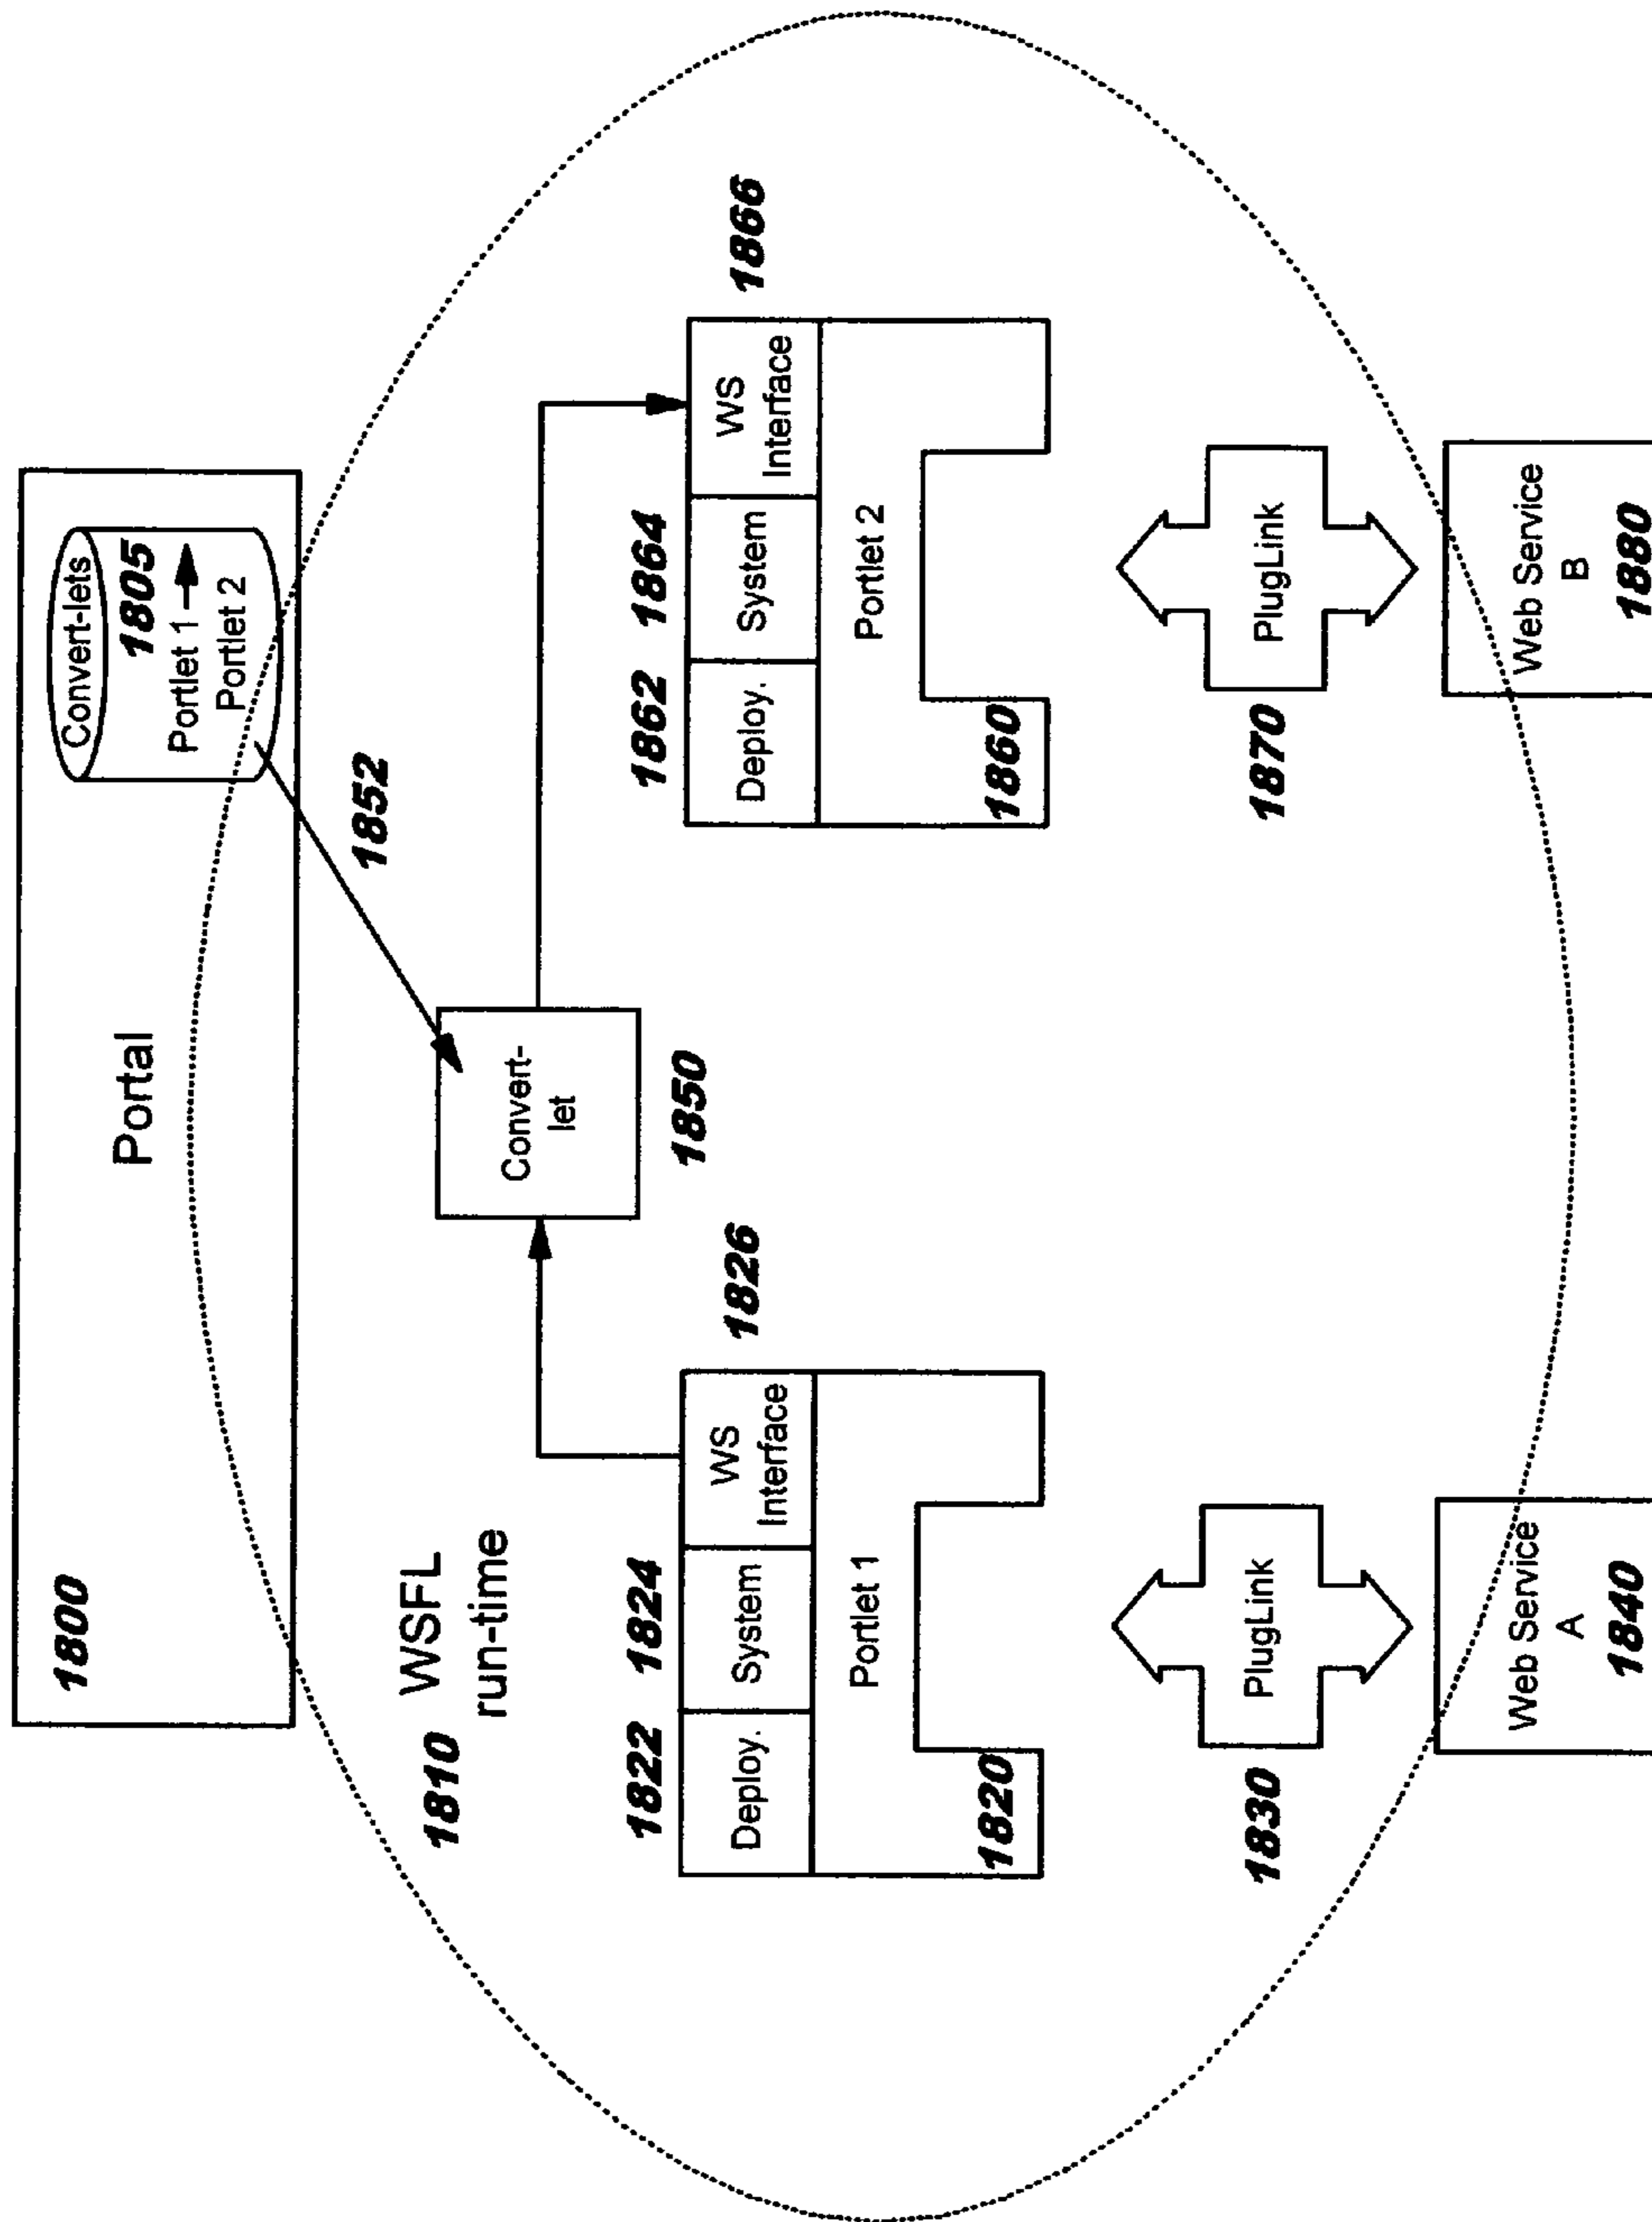 1800
Portal
Convert-lets
1805
Portlet 1
Portlet 2
1852
1810
WSFL
run-time
Convert-
let
1850
1822
1824
1826
Deploy.
System
WS
Interface
Portlet 1
1820
1862
1864
1866
Deploy.
System
WS
Interface
Portlet 2
1860
1830
PlugLink
1870
PlugLink
Web Service
A
1840
Web Service
B
1880